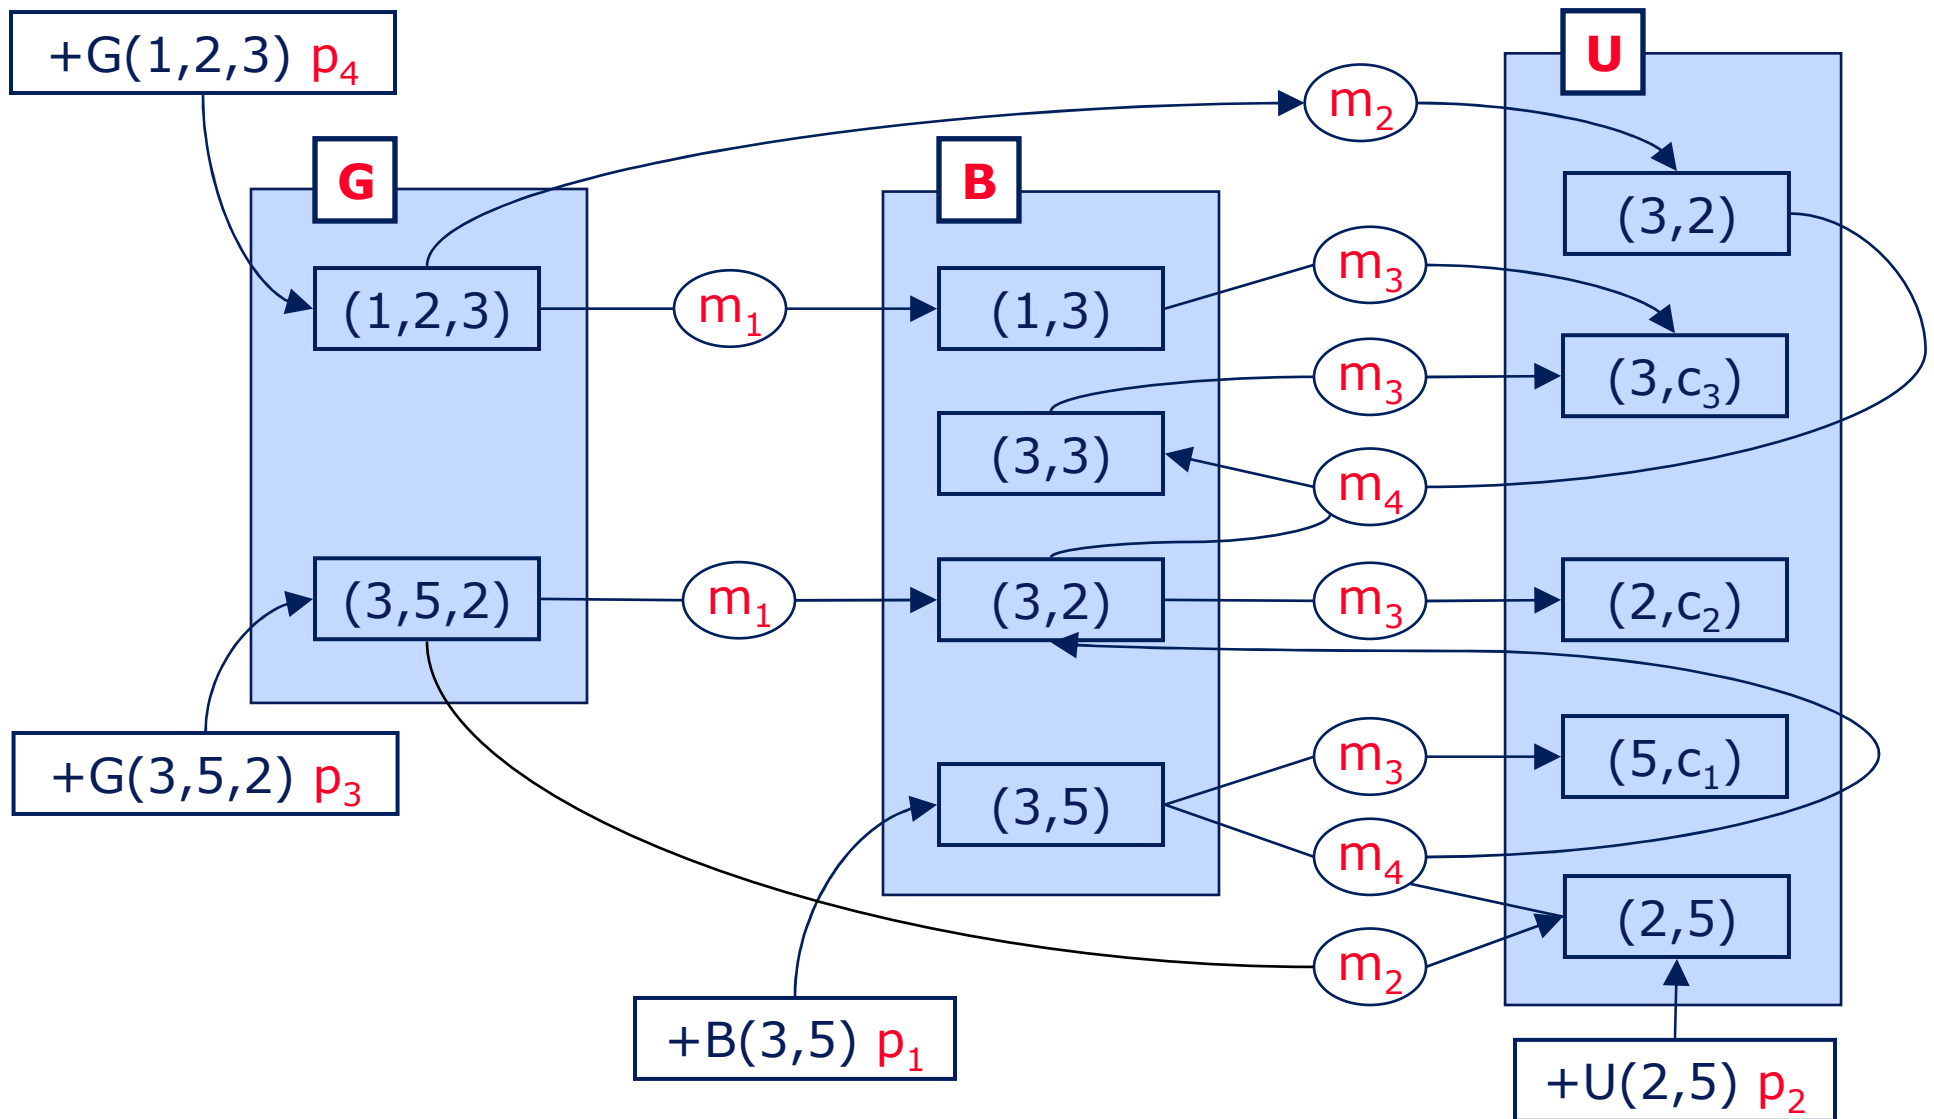 +G(1,2,3) p₄
U
m₂
G
B
(3,2)
m₃
(1,2,3)
m₁
(1,3)
m₃
(3,c₃)
(3,3)
m₄
(3,5,2)
m₁
(3,2)
m₃
(2,c₂)
+G(3,5,2) p₃
m₃
(5,c₁)
(3,5)
m₄
(2,5)
m₂
+B(3,5) p₁
+U(2,5) p₂